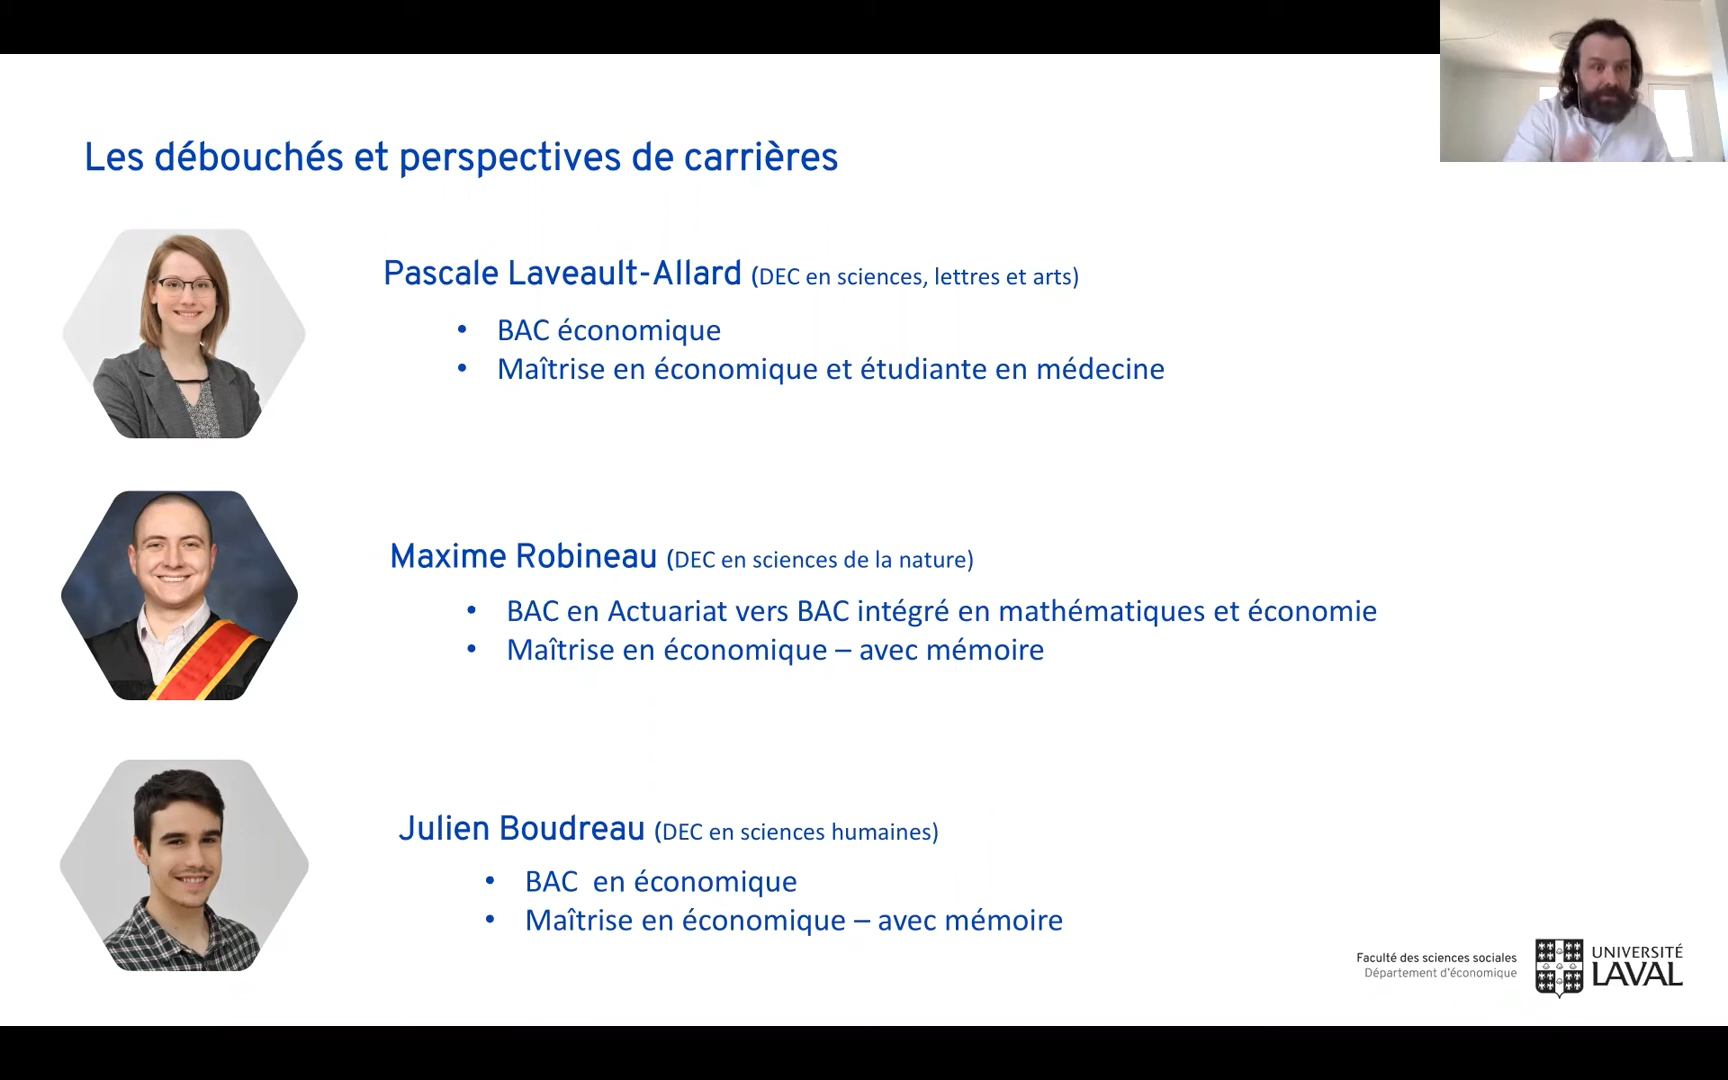 Les débouchés et perspectives de carrières
Pascale Laveault-Allard (DEC en sciences, lettres et arts)
• BAC économique
• Maîtrise en économique et étudiante en médecine
Maxime Robineau (DEC en sciences de la nature)
• BAC en Actuariat vers BAC intégré en mathématiques et économie
• Maîtrise en économique – avec mémoire
Julien Boudreau (DEC en sciences humaines)
• BAC  en économique
• Maîtrise en économique – avec mémoire
Faculté des sciences sociales
Département d'économique
UNIVERSITÉ
LAVAL